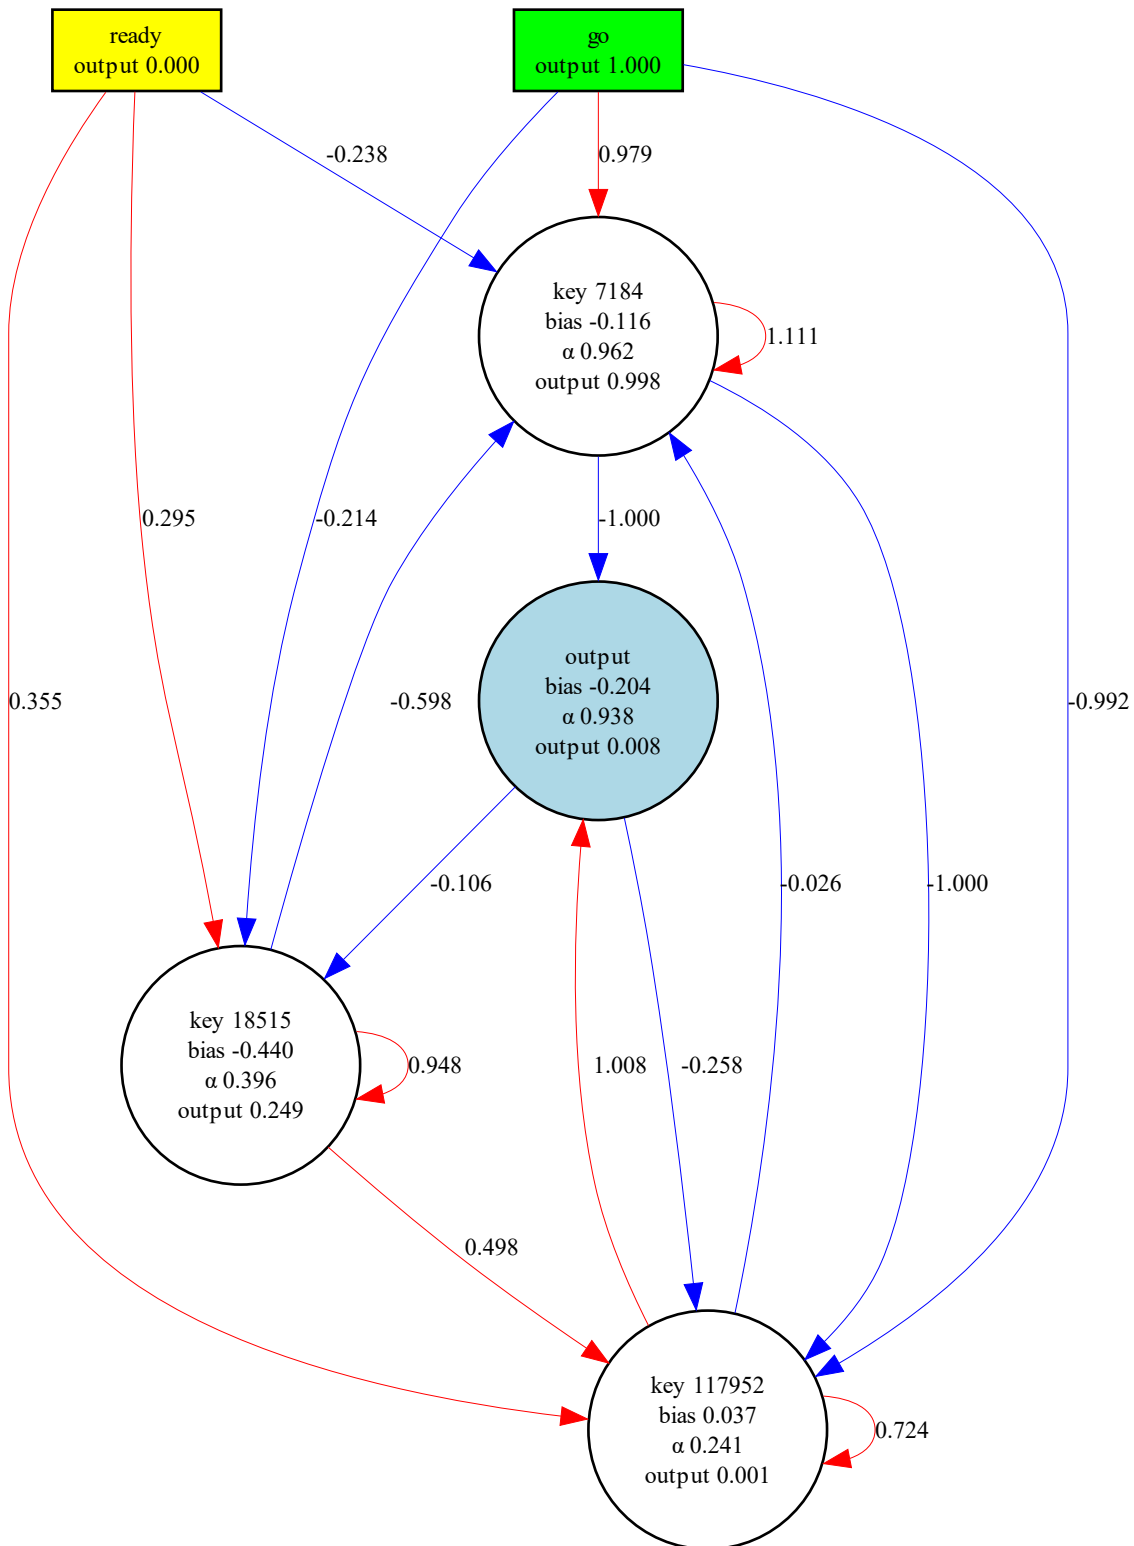 ready
output 0.000
go
output 1.000
-0.238
0.979
key 7184
bias -0.116
α 0.962
output 0.998
1.111
0.295
-0.214
-1.000
output
bias -0.204
α 0.938
output 0.008
0.355
-0.598
-0.992
-0.106
-0.026
-1.000
key 18515
bias -0.440
α 0.396
output 0.249
0.948
1.008
-0.258
0.498
key 117952
bias 0.037
α 0.241
output 0.001
0.724